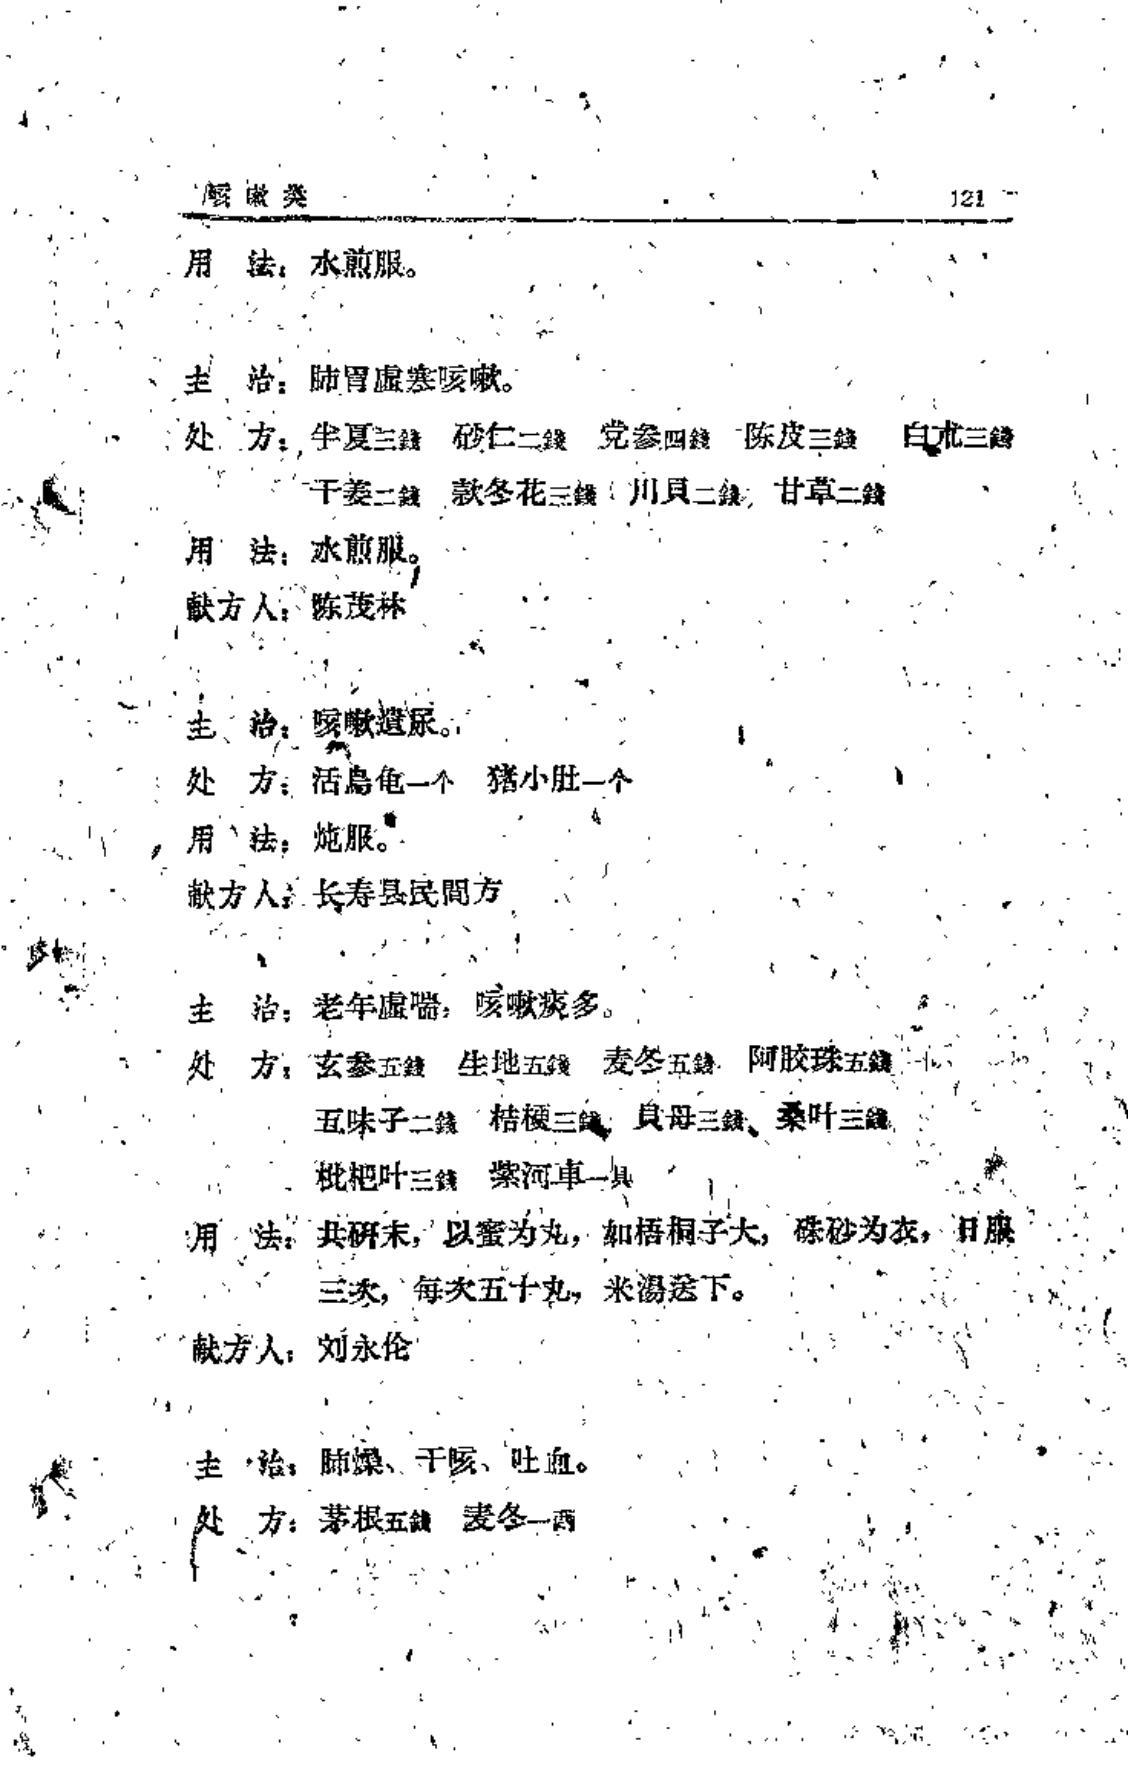 咳嗽类 121
用 法：水煎服。
主 治：肺胃虛寒咳嗽。
处 方：半夏三錢 砂仁二錢 党参四錢 陈皮三錢 白朮三錢
干姜二錢 款冬花三錢 川貝二錢 甘草二錢
用 法：水煎服。
献方人：陈茂林
主 治：咳嗽遺尿。
处 方：活烏龟一个 猪小肚一个
用 法：炖服。
献方人：长寿县民間方
主 治：老年虛喘，咳嗽痰多。
处 方：玄参五錢 生地五錢 麦冬五錢 阿胶珠五錢
五味子二錢 桔梗三錢 貝母三錢 桑叶三錢
枇杷叶三錢 紫河車一具
用 法：共研末，以蜜为丸，如梧桐子大，硃砂为衣，日服
三次，每次五十丸，米湯送下。
献方人：刘永伦
主 治：肺燥、干咳、吐血。
处 方：茅根五錢 麦冬一两